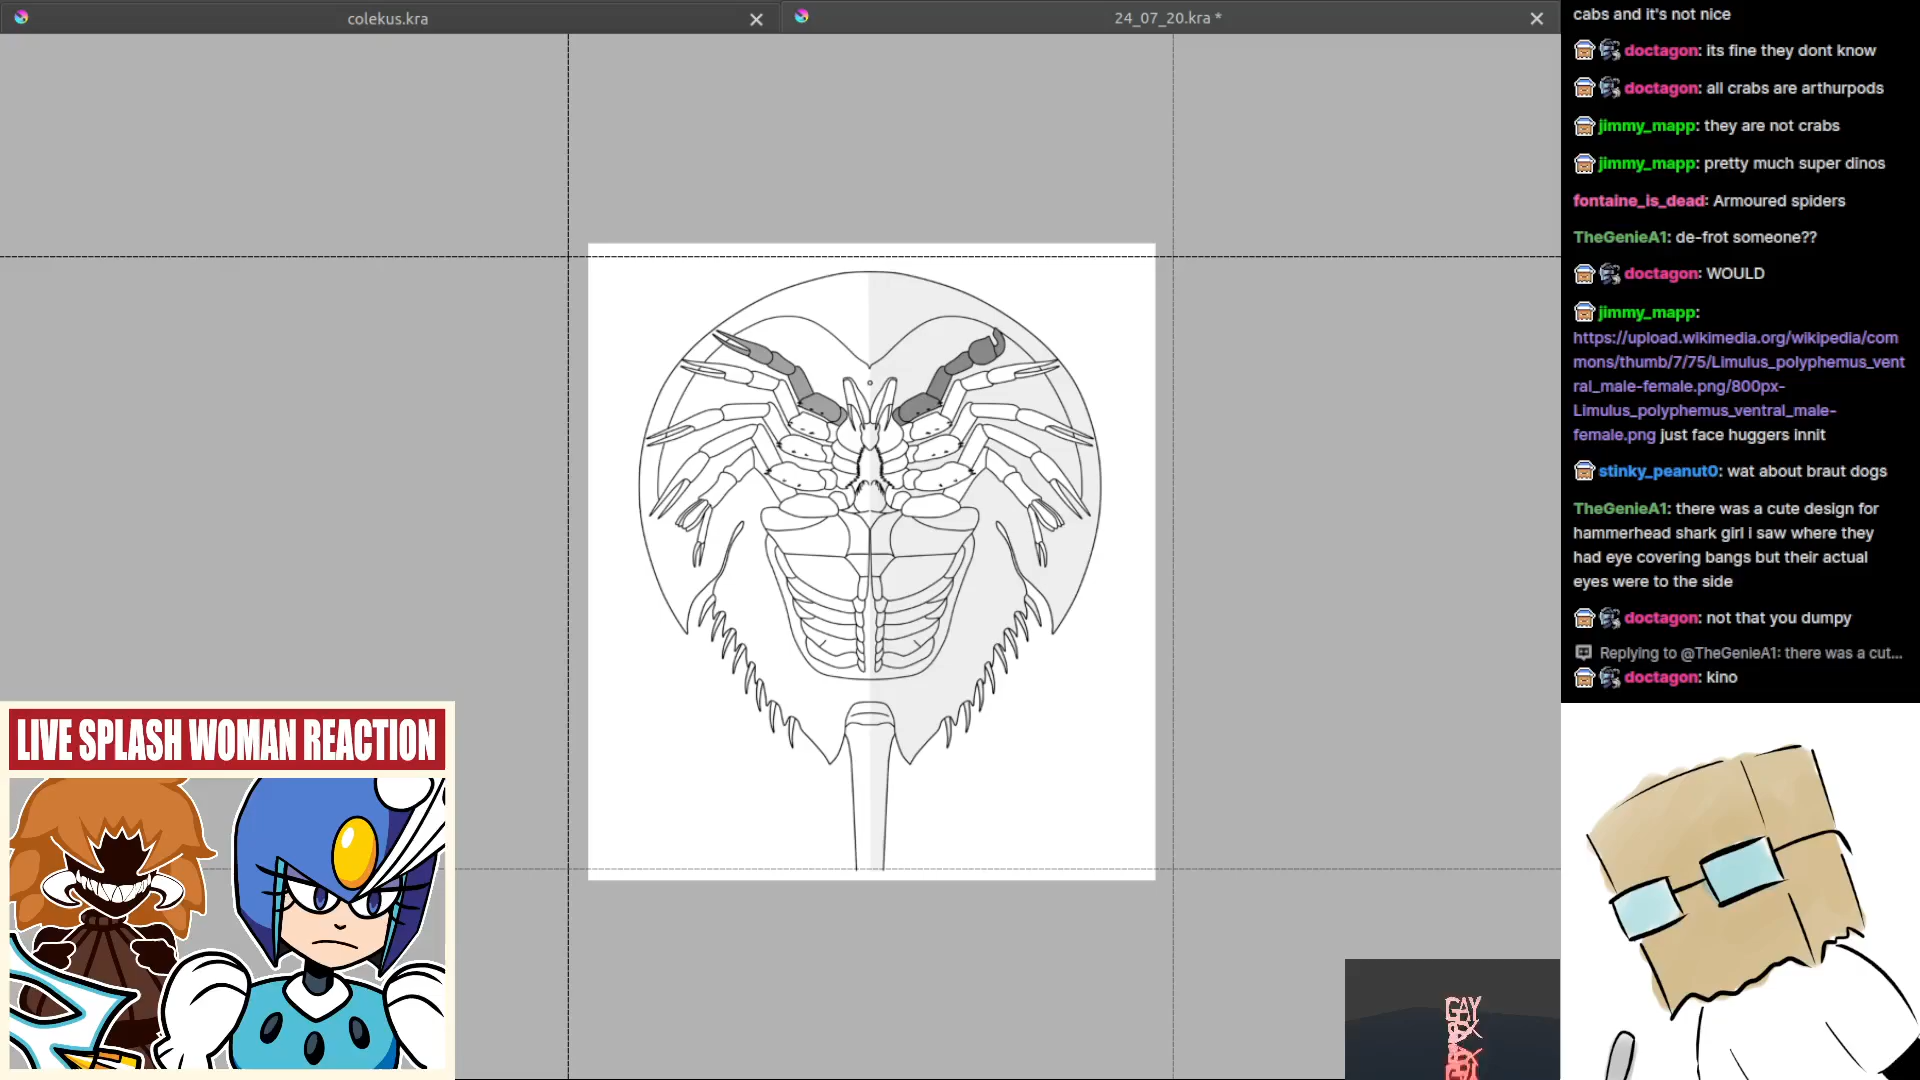 colekus.kra
24_07_20.kra *
cabs and it's not nice
doctagon: its fine they dont know
doctagon: all crabs are arthurpods
jimmy_mapp: they are not crabs
jimmy_mapp: pretty much super dinos
fontaine_is_dead: Armoured spiders
TheGenieA1: de-frot someone??
doctagon: WOULD
jimmy_mapp:
https://upload.wikimedia.org/wikipedia/com
mons/thumb/7/75/Limulus_polyphemus_vent
ral_male-female.png/800px-
Limulus_polyphemus_ventral_male-
female.png just face huggers innit
stinky_peanut0: wat about braut dogs
TheGenieA1: there was a cute design for
hammerhead shark girl i saw where they
had eye covering bangs but their actual
eyes were to the side
doctagon: not that you dumpy
Replying to @TheGenieA1: there was a cut...
doctagon: kino
LIVE SPLASH WOMAN REACTION
GAY